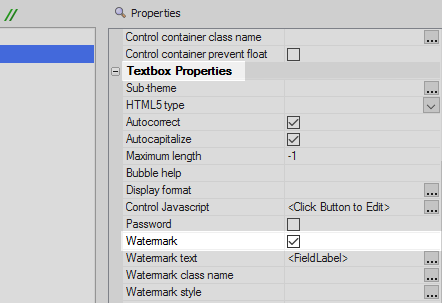 //
Properties
Control container class name ...
Control container prevent float
Textbox Properties
Sub-theme ...
HTML5 type
Autocorrect
Autocapitalize
Maximum length -1
Bubble help
Display format ...
Control Javascript <Click Button to Edit> ...
Password
Watermark
Watermark text <FieldLabel> ...
Watermark class name ...
Watermark style ...